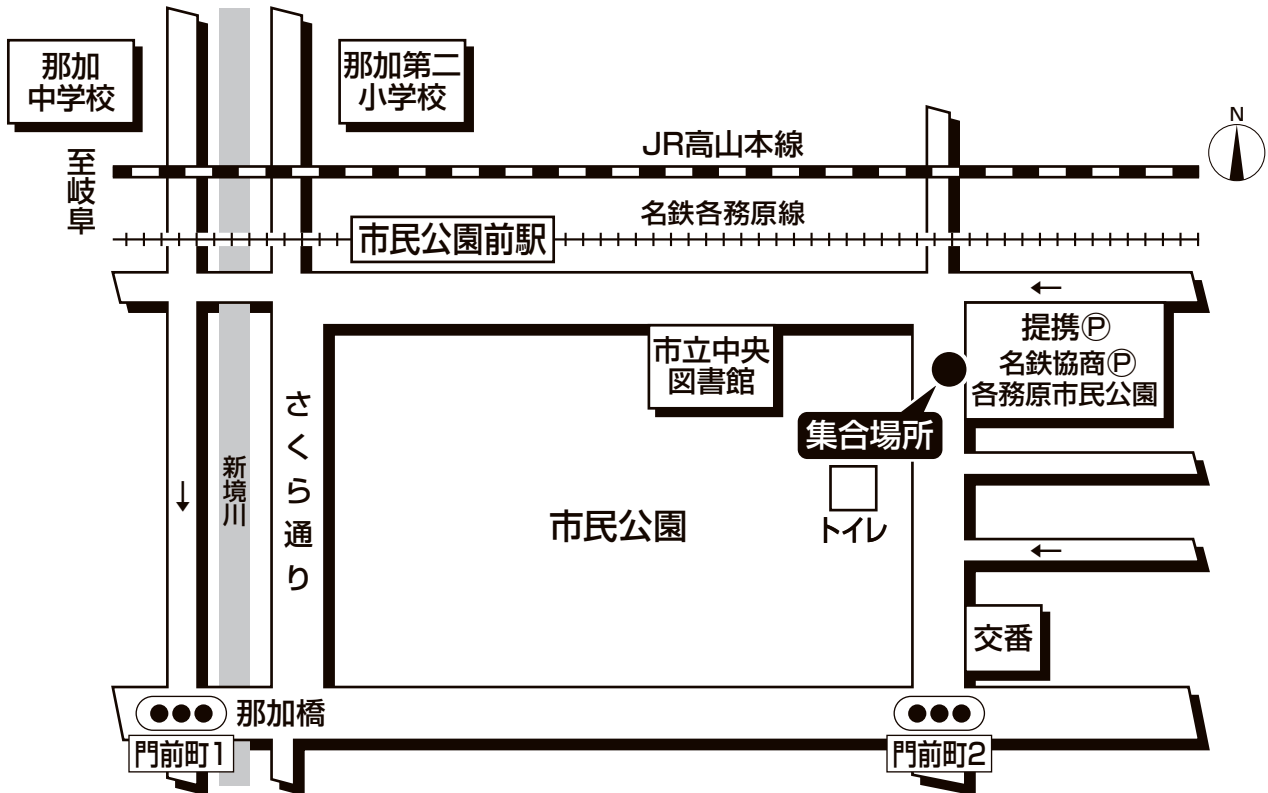 那加
中学校
那加第二
小学校
N
JR高山本線
至岐阜
名鉄各務原線
市民公園前駅
←
提携Ⓟ
名鉄協商Ⓟ
各務原市民公園
市立中央
図書館
集合場所
さくら通り
新境川
↓
市民公園
トイレ
←
交番
那加橋
門前町1
門前町2